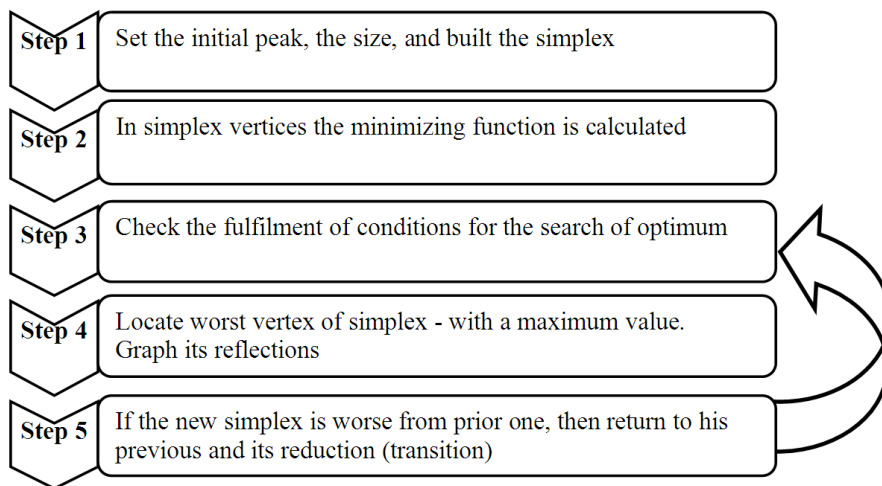 Step 1
Set the initial peak, the size, and built the simplex
Step 2
In simplex vertices the minimizing function is calculated
Step 3
Check the fulfilment of conditions for the search of optimum
Step 4
Locate worst vertex of simplex - with a maximum value.
Graph its reflections
Step 5
If the new simplex is worse from prior one, then return to his
previous and its reduction (transition)